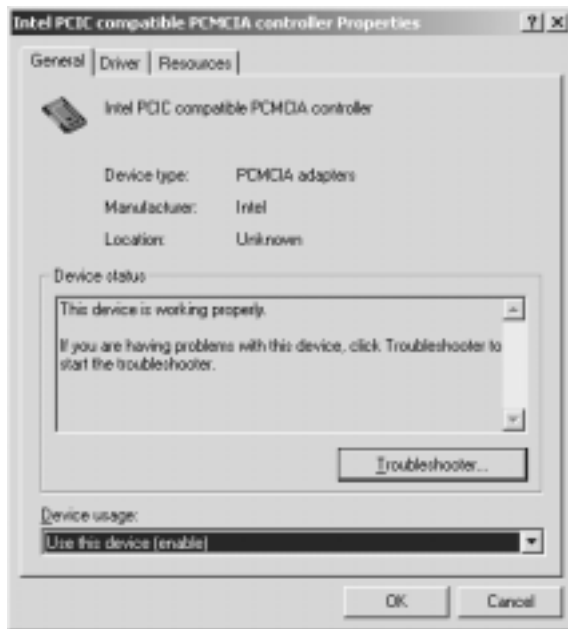 Intel PCIC compatible PCMCIA controller Properties
General Driver Resources
Intel PCIC compatible PCMCIA controller
Device type: PCMCIA adapters
Manufacturer: Intel
Location: Unknown
Device status
This device is working properly.
If you are having problems with this device, click Troubleshooter to
start the troubleshooter.
Troubleshooter...
Device usage:
Use this device (enable)
OK Cancel